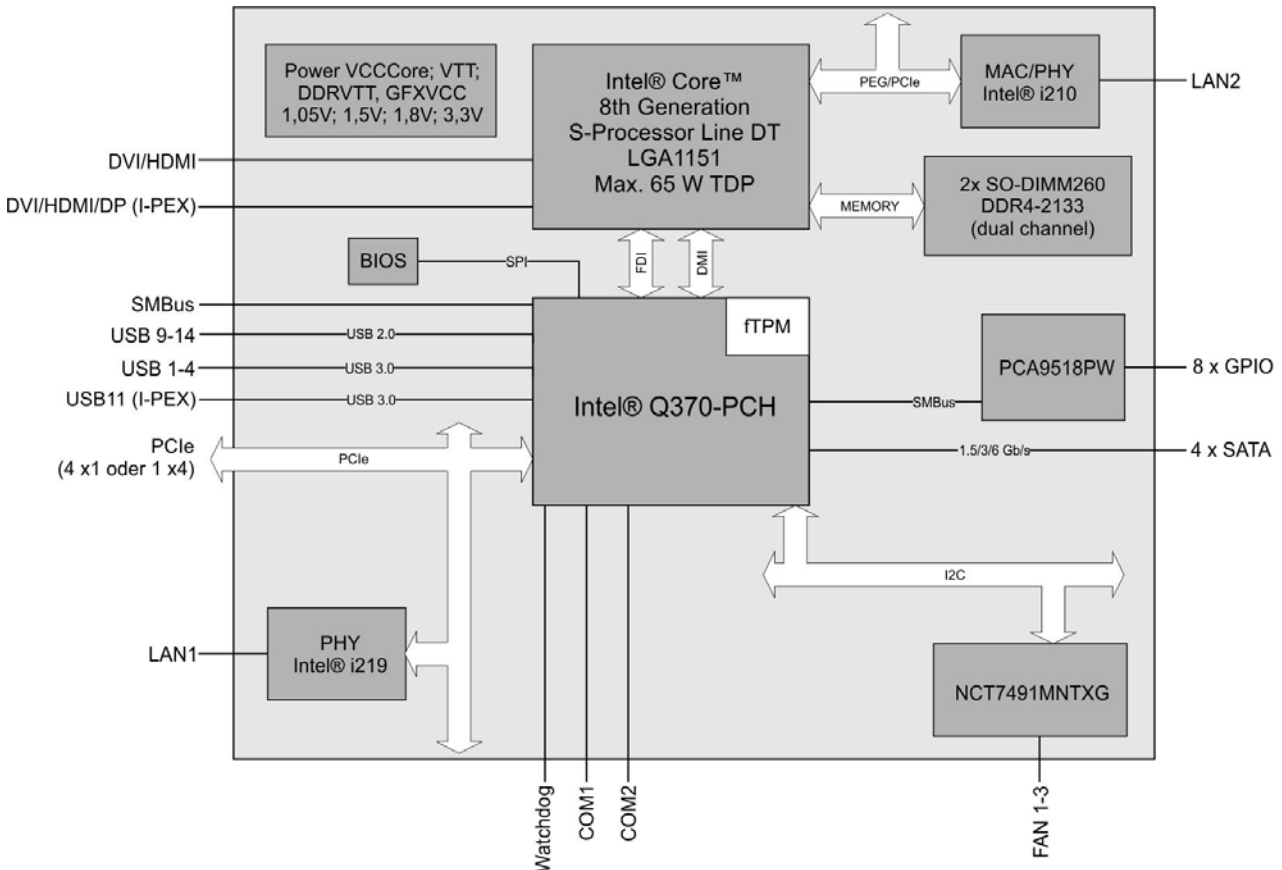 Power VCCCore; VTT;
DDRVTT, GFXVCC
1,05V; 1,5V; 1,8V; 3,3V
Intel® Core™
8th Generation
S-Processor Line DT
LGA1151
Max. 65 W TDP
PEG/PCIe
MAC/PHY
Intel® i210
LAN2
DVI/HDMI
DVI/HDMI/DP (I-PEX)
MEMORY
2x SO-DIMM260
DDR4-2133
(dual channel)
BIOS
SPI
FDI
DMI
SMBus
USB 9-14
USB 2.0
USB 1-4
USB 3.0
USB11 (I-PEX)
USB 3.0
fTPM
Intel® Q370-PCH
PCA9518PW
8 x GPIO
SMBus
PCIe
(4 x1 oder 1 x4)
PCIe
1.5/3/6 Gb/s
4 x SATA
I2C
LAN1
PHY
Intel® i219
NCT7491MNTXG
Watchdog
COM1
COM2
FAN 1-3